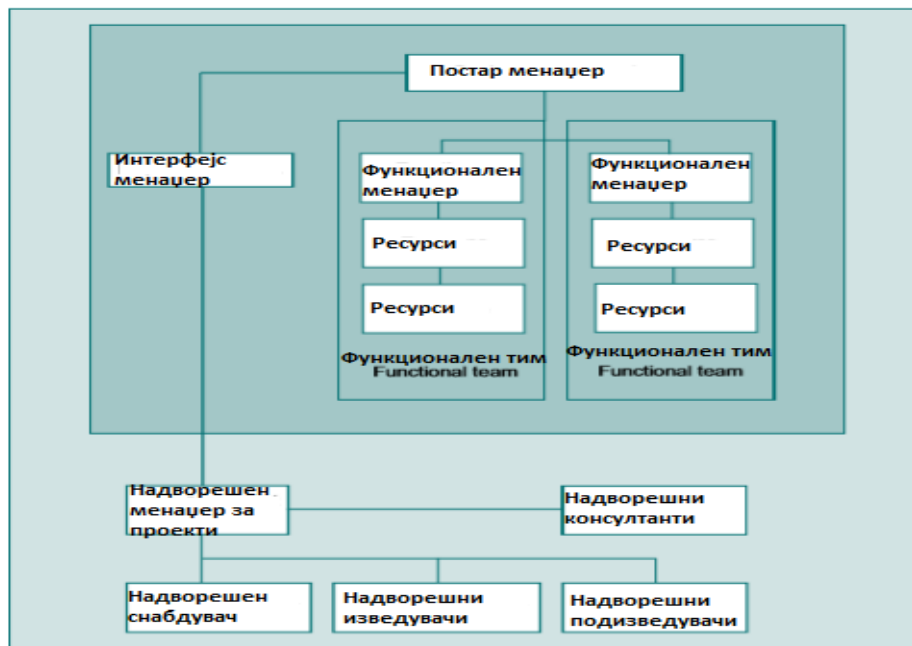 Постар менаџер
Интерфејс
менаџер
Функционален
менаџер
Функционален
менаџер
Ресурси
Ресурси
Ресурси
Ресурси
Функционален тим
Functional team
Функционален тим
Functional team
Надворешен
менаџер за
проекти
Надворешни
консултанти
Надворешен
снабдувач
Надворешни
изведувачи
Надворешни
подизведувачи